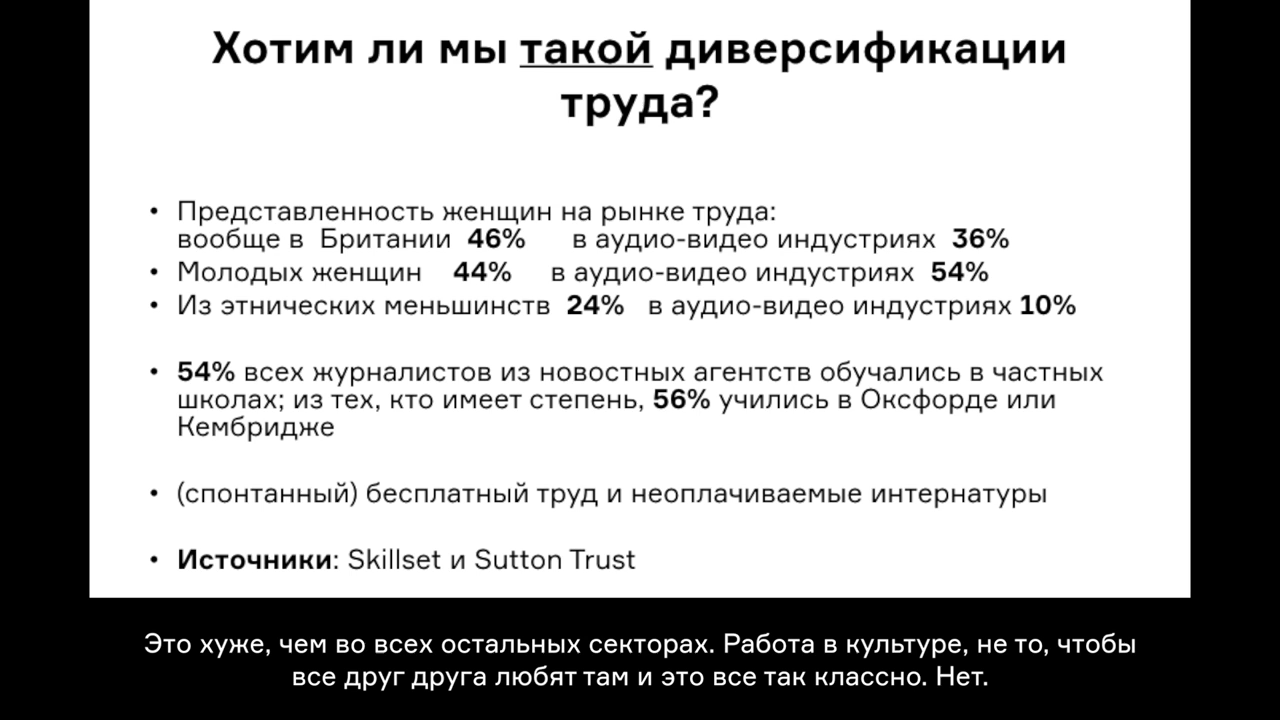 Хотим ли мы такой диверсификации
труда?
• Представленность женщин на рынке труда:
вообще в Британии 46% в аудио-видео индустриях 36%
• Молодых женщин 44% в аудио-видео индустриях 54%
• Из этнических меньшинств 24% в аудио-видео индустриях 10%
• 54% всех журналистов из новостных агентств обучались в частных
школах; из тех, кто имеет степень, 56% учились в Оксфорде или
Кембридже
• (спонтанный) бесплатный труд и неоплачиваемые интернатуры
• Источники: Skillset и Sutton Trust
Это хуже, чем во всех остальных секторах. Работа в культуре, не то, чтобы
все друг друга любят там и это все так классно. Нет.